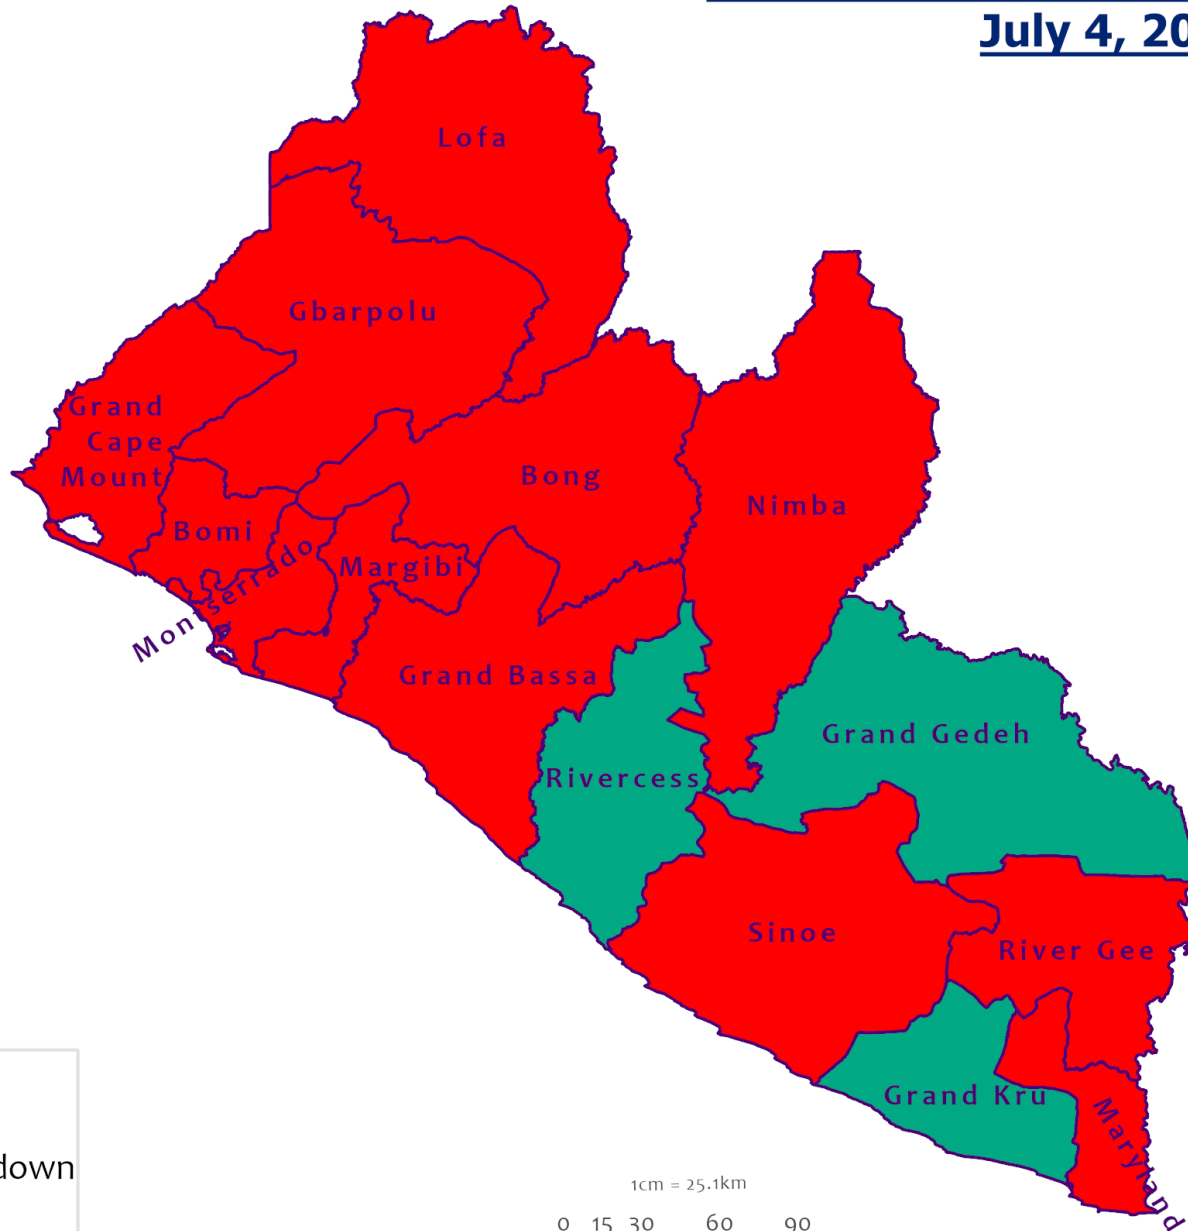 July 4, 20
Lofa
Gbarpolu
Grand
Cape
Mount
Bong
Nimba
Bomi
Montserrado
Margibi
Grand Bassa
Grand Gedeh
Rivercess
Sinoe
River Gee
Grand Kru
Maryland
down
1cm = 25.1km
0 15 30 60 90